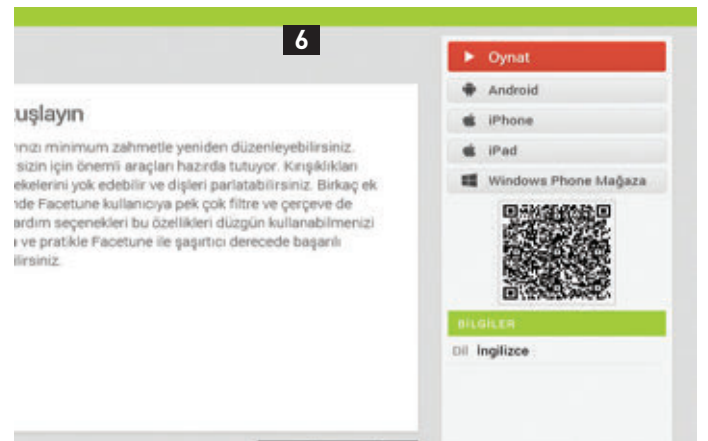 6
uşlayın
ınızı minimum zahmetle yeniden düzenleyebilirsiniz.
sizin için önemli araçları hazırda tutuyor. Kırışıklıkları
ekelerini yok edebilir ve dişleri parlatabilirsiniz. Birkaç ek
nde Facetune kullanıcıya pek çok filtre ve çerçeve de
ardım seçenekleri bu özellikleri düzgün kullanabilmenizi
ve pratikle Facetune ile şaşırtıcı derecede başarılı
ilirsiniz.
Oynat
Android
iPhone
iPad
Windows Phone Mağaza
BİLGİLER
Dil İngilizce